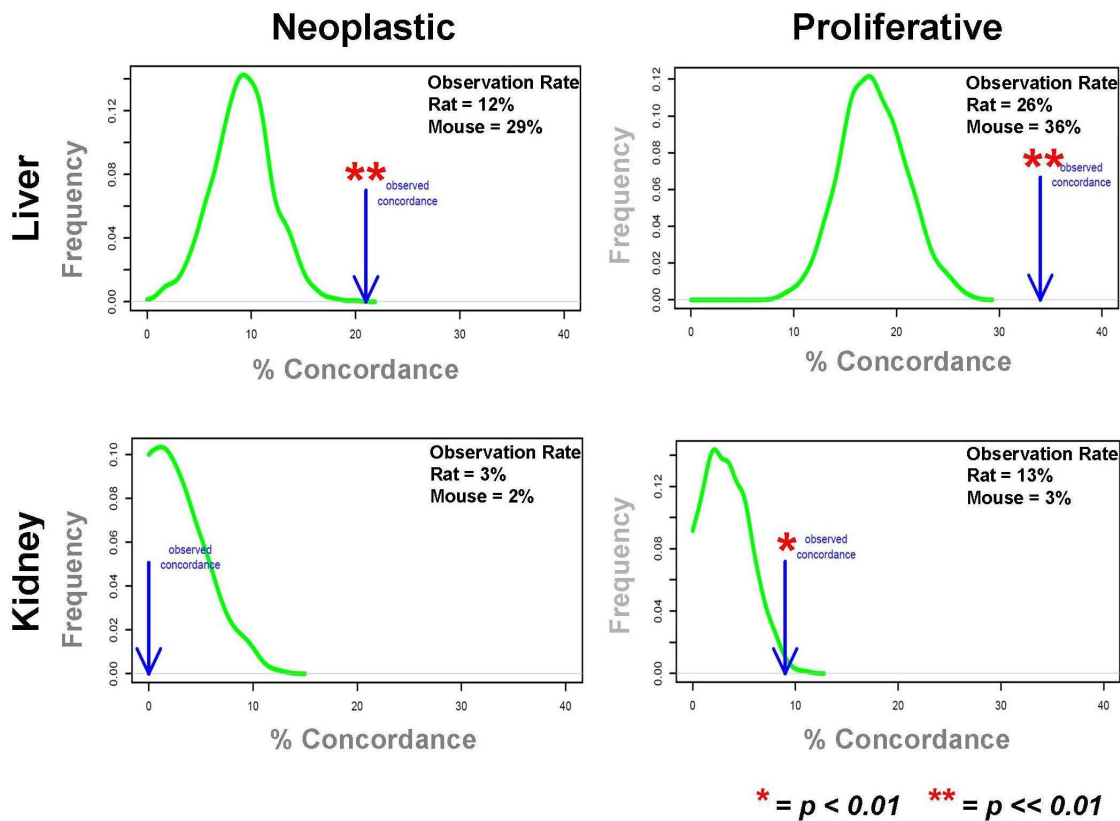 Neoplastic
Proliferative
Liver
Frequency
0.00 0.04 0.08 0.12
Observation Rate
Rat = 12%
Mouse = 29%
**
observed
concordance
0 10 20 30 40
% Concordance
Frequency
0.00 0.02 0.04 0.06 0.08 0.10 0.12
Observation Rate
Rat = 26%
Mouse = 36%
**
observed
concordance
0 10 20 30 40
% Concordance
Kidney
Frequency
0.00 0.02 0.04 0.06 0.08 0.10
Observation Rate
Rat = 3%
Mouse = 2%
observed
concordance
0 10 20 30 40
% Concordance
Frequency
0.00 0.04 0.08 0.12
Observation Rate
Rat = 13%
Mouse = 3%
*
observed
concordance
0 10 20 30 40
% Concordance
* = p < 0.01 ** = p << 0.01